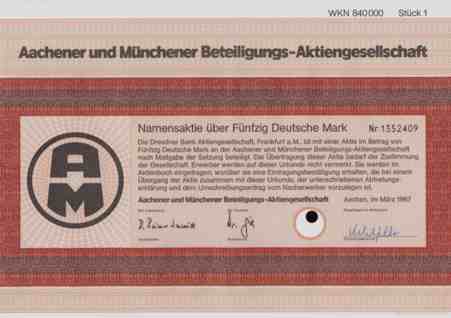 WKN 840000 Stück 1
Aachener und Münchener Beteiligungs-Aktiengesellschaft
AM
Namensaktie über Fünfzig Deutsche Mark Nr 1352409
Die Dresdner Bank Aktiengesellschaft, Frankfurt a.M., ist mit einer Aktie im Betrag von
Fünfzig Deutsche Mark an der Aachener und Münchener Beteiligungs-Aktiengesellschaft
nach Maßgabe der Satzung beteiligt. Die Übertragung dieser Aktie bedarf der Zustimmung
der Gesellschaft. Erwerber werden auf dieser Urkunde nicht vermerkt. Sie werden im
Aktienbuch eingetragen, worüber sie eine Eintragungsbestätigung erhalten, die bei einem
Übergang der Aktie zusammen mit dieser Urkunde, der unterschriebenen Abtretungs-
erklärung und dem Umschreibungsantrag vom Nacherwerber vorzulegen ist.
Aachener und Münchener Beteiligungs-Aktiengesellschaft Aachen, im März 1987